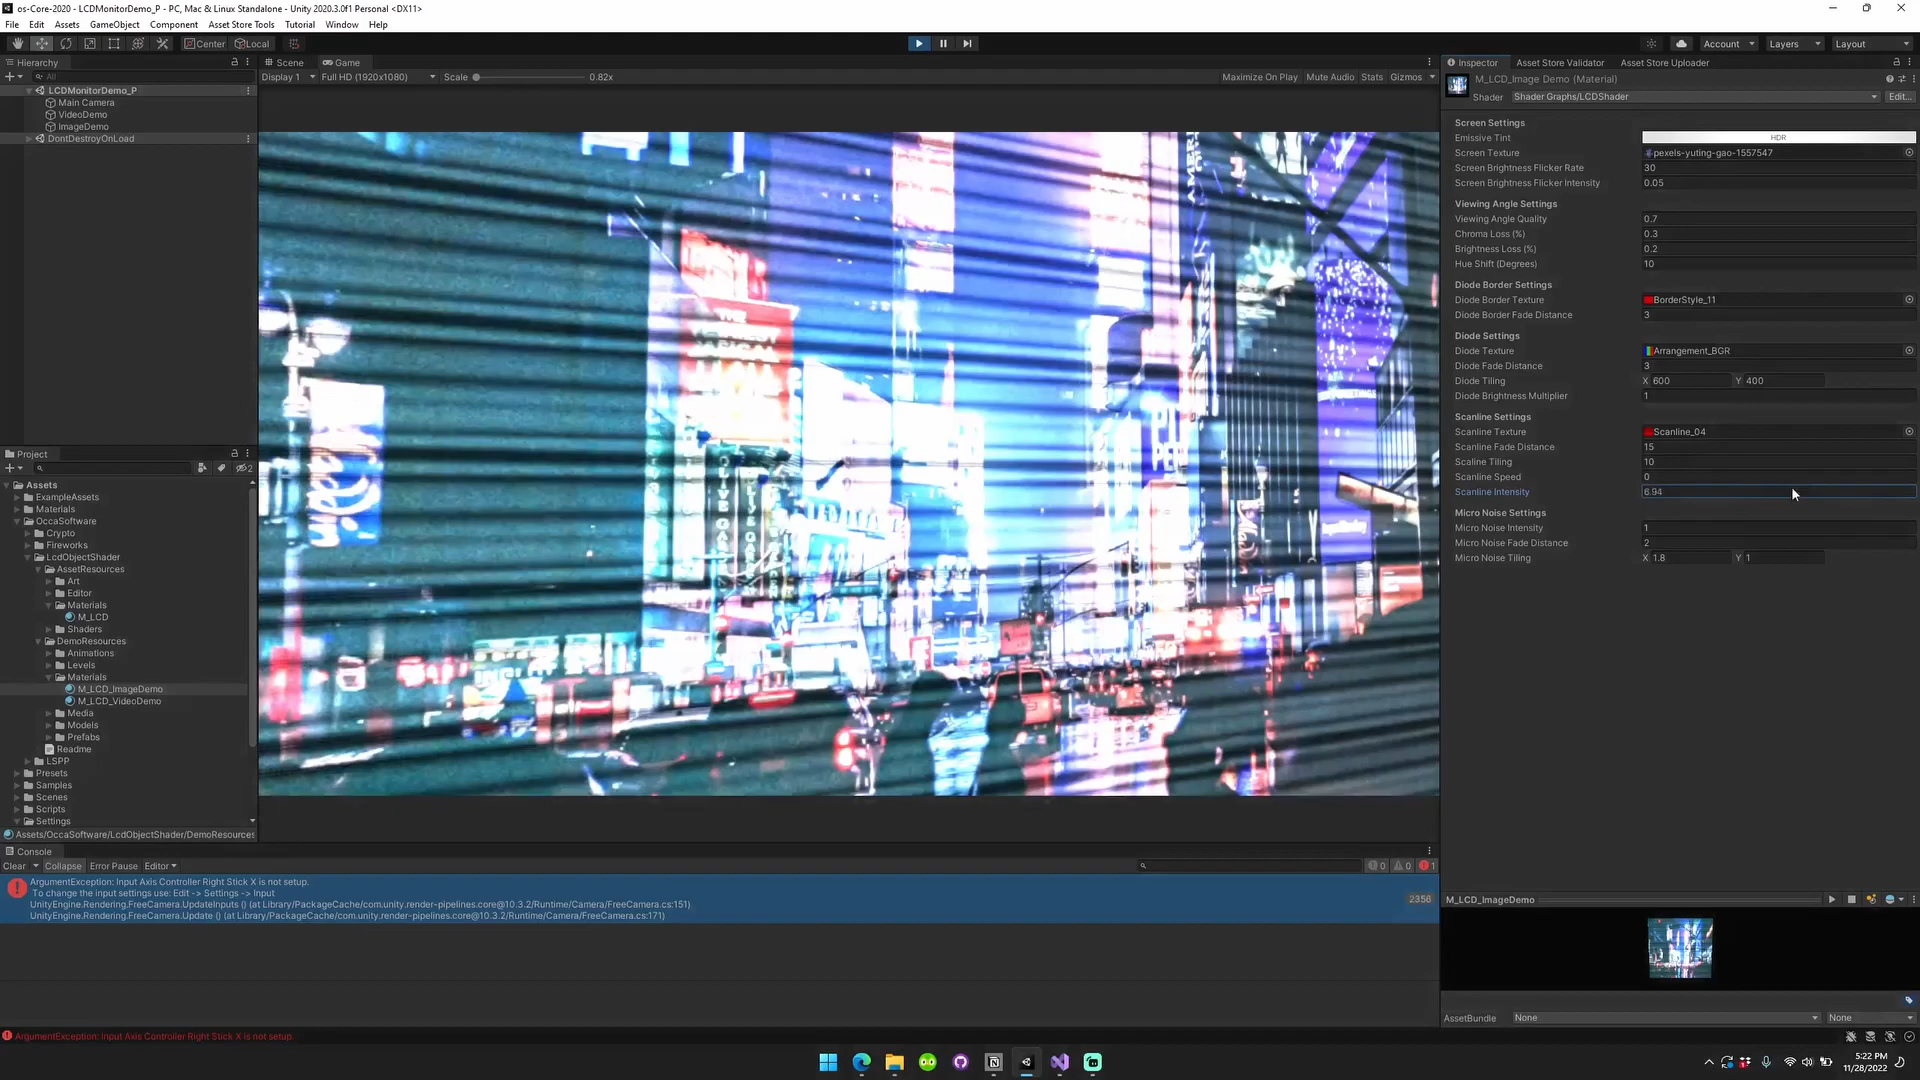 os-Core-2020 - LCDMonitorDemo_P - PC, Mac & Linux Standalone - Unity 2020.3.0f1 Personal <DX11>
File Edit Assets GameObject Component Asset Store Tools Tutorial Window Help
Center Local Account Layers Layout
Hierarchy
All
LCDMonitorDemo_P
Main Camera
VideoDemo
ImageDemo
DontDestroyOnLoad
Scene Game
Display 1 Full HD (1920x1080) Scale 0.82x Maximize On Play Mute Audio Stats Gizmos
Project
2
Assets
ExampleAssets
Materials
OccaSoftware
Crypto
Fireworks
LcdObjectShader
AssetResources
Art
Editor
Materials
M_LCD
Shaders
DemoResources
Animations
Levels
Materials
M_LCD_ImageDemo
M_LCD_VideoDemo
Media
Models
Prefabs
Readme
LSPP
Presets
Samples
Scenes
Scripts
Settings
Assets/OccaSoftware/LcdObjectShader/DemoResources
Inspector Asset Store Validator Asset Store Uploader
M_LCD_Image Demo (Material)
Shader Shader Graphs/LCDShader Edit...
Screen Settings
Emissive Tint HDR
Screen Texture pexels-yuting-gao-1557547
Screen Brightness Flicker Rate 30
Screen Brightness Flicker Intensity 0.05
Viewing Angle Settings
Viewing Angle Quality 0.7
Chroma Loss (%) 0.3
Brightness Loss (%) 0.2
Hue Shift (Degrees) 10
Diode Border Settings
Diode Border Texture BorderStyle_11
Diode Border Fade Distance 3
Diode Settings
Diode Texture Arrangement_BGR
Diode Fade Distance 3
Diode Tiling X 600 Y 400
Diode Brightness Multiplier 1
Scanline Settings
Scanline Texture Scanline_04
Scanline Fade Distance 15
Scaline Tiling 10
Scanline Speed 0
Scanline Intensity 6.94
Micro Noise Settings
Micro Noise Intensity 1
Micro Noise Fade Distance 2
Micro Noise Tiling X 1.8 Y 1
M_LCD_ImageDemo
AssetBundle None None
Console
Clear Collapse Error Pause Editor 0 0 1
ArgumentException: Input Axis Controller Right Stick X is not setup.
To change the input settings use: Edit -> Settings -> Input
UnityEngine.Rendering.FreeCamera.UpdateInputs () (at Library/PackageCache/com.unity.render-pipelines.core@10.3.2/Runtime/Camera/FreeCamera.cs:151)
UnityEngine.Rendering.FreeCamera.Update () (at Library/PackageCache/com.unity.render-pipelines.core@10.3.2/Runtime/Camera/FreeCamera.cs:171)
2356
ArgumentException: Input Axis Controller Right Stick X is not setup.
5:22 PM
11/28/2022